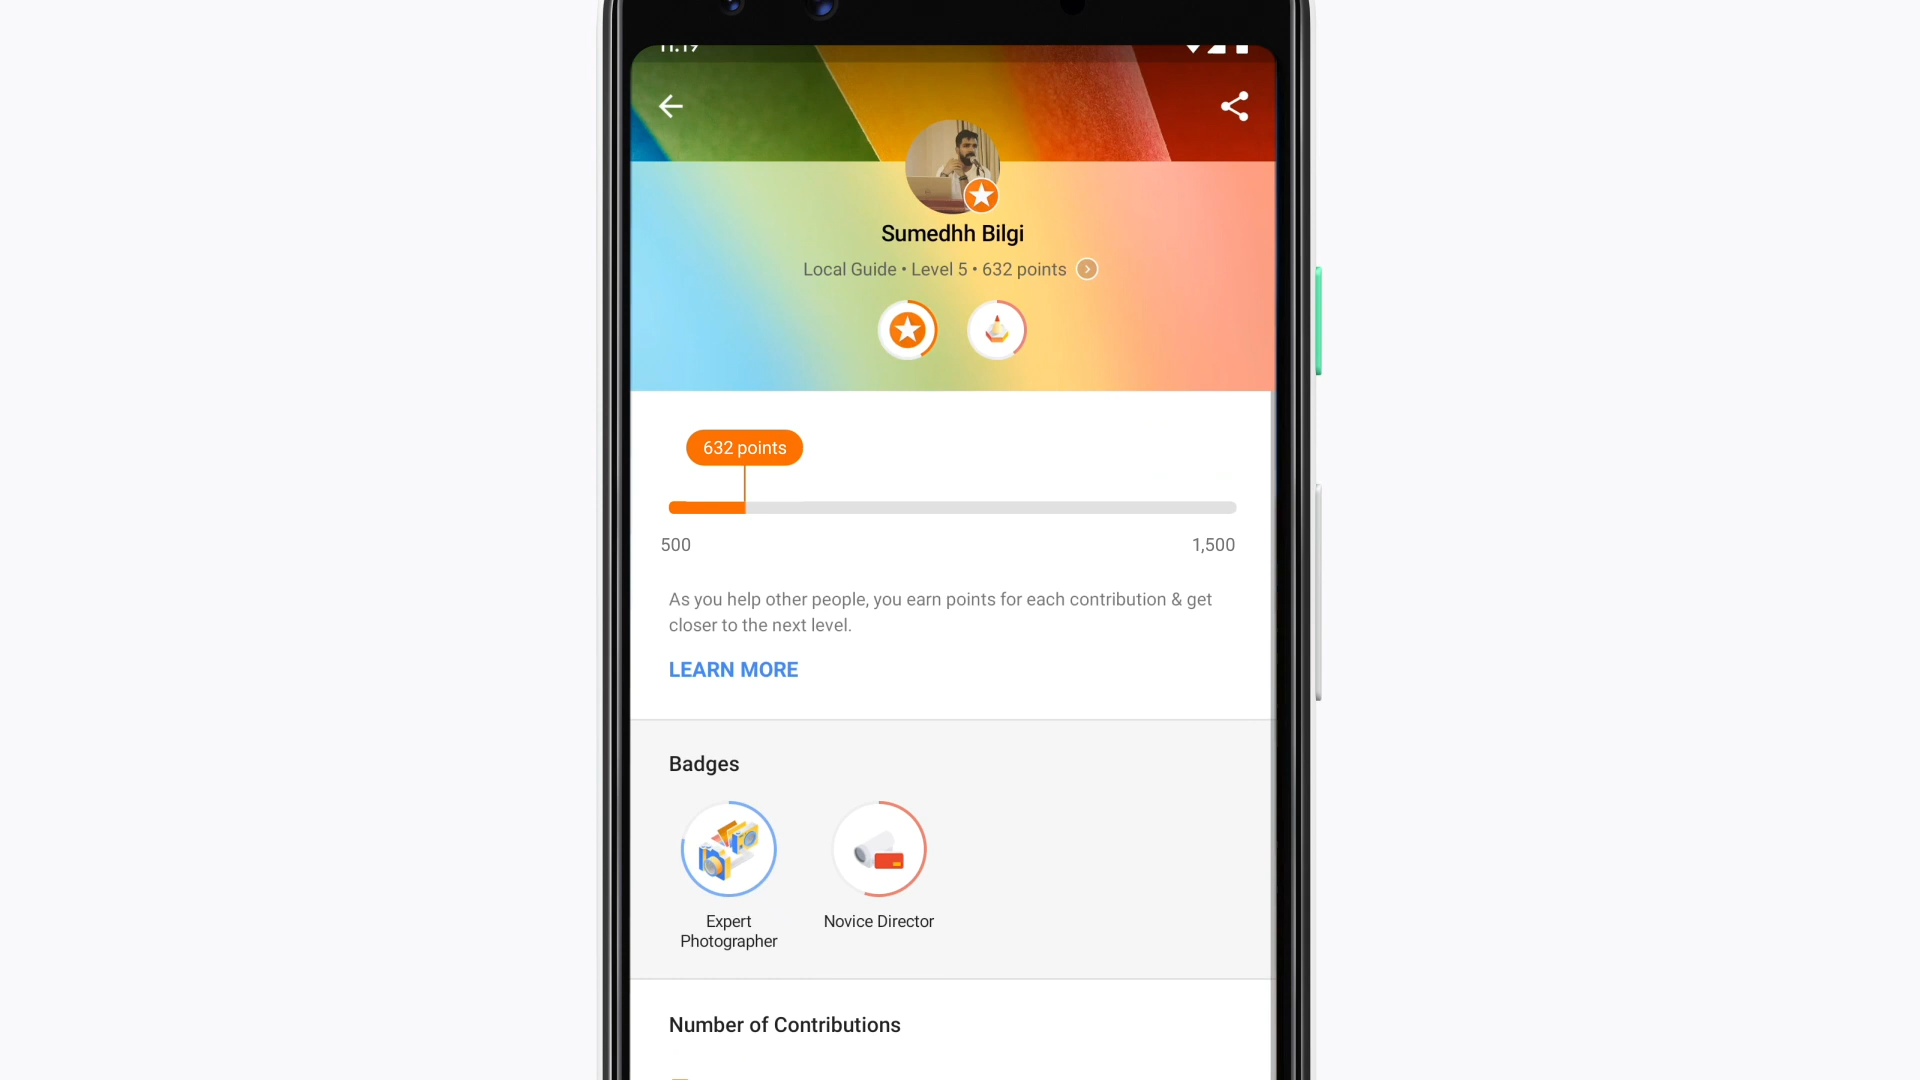 11:19
Sumedhh Bilgi
Local Guide • Level 5 • 632 points
632 points
500
1,500
As you help other people, you earn points for each contribution & get
closer to the next level.
LEARN MORE
Badges
Expert
Photographer
Novice Director
Number of Contributions